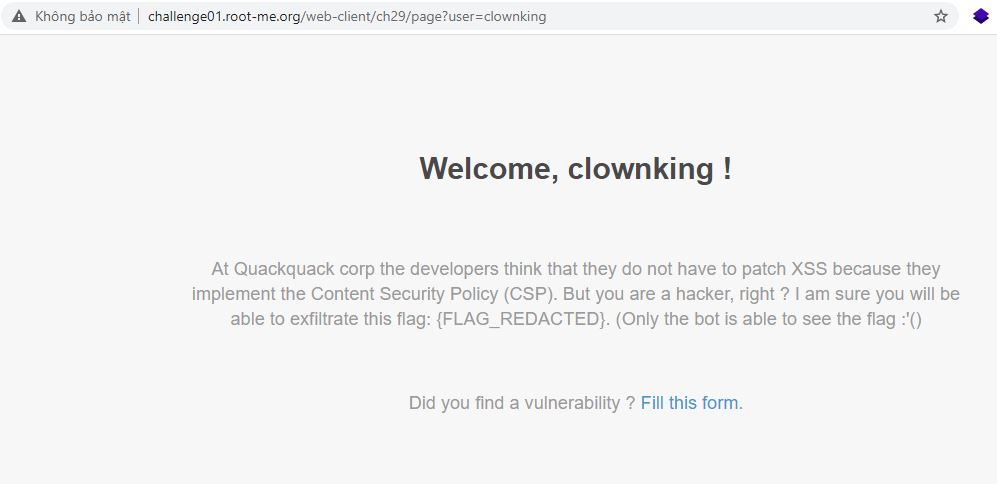 Không bảo mật challenge01.root-me.org/web-client/ch29/page?user=clownking
Welcome, clownking !
At Quackquack corp the developers think that they do not have to patch XSS because they
implement the Content Security Policy (CSP). But you are a hacker, right ? I am sure you will be
able to exfiltrate this flag: {FLAG_REDACTED}. (Only the bot is able to see the flag :'()
Did you find a vulnerability ? Fill this form.